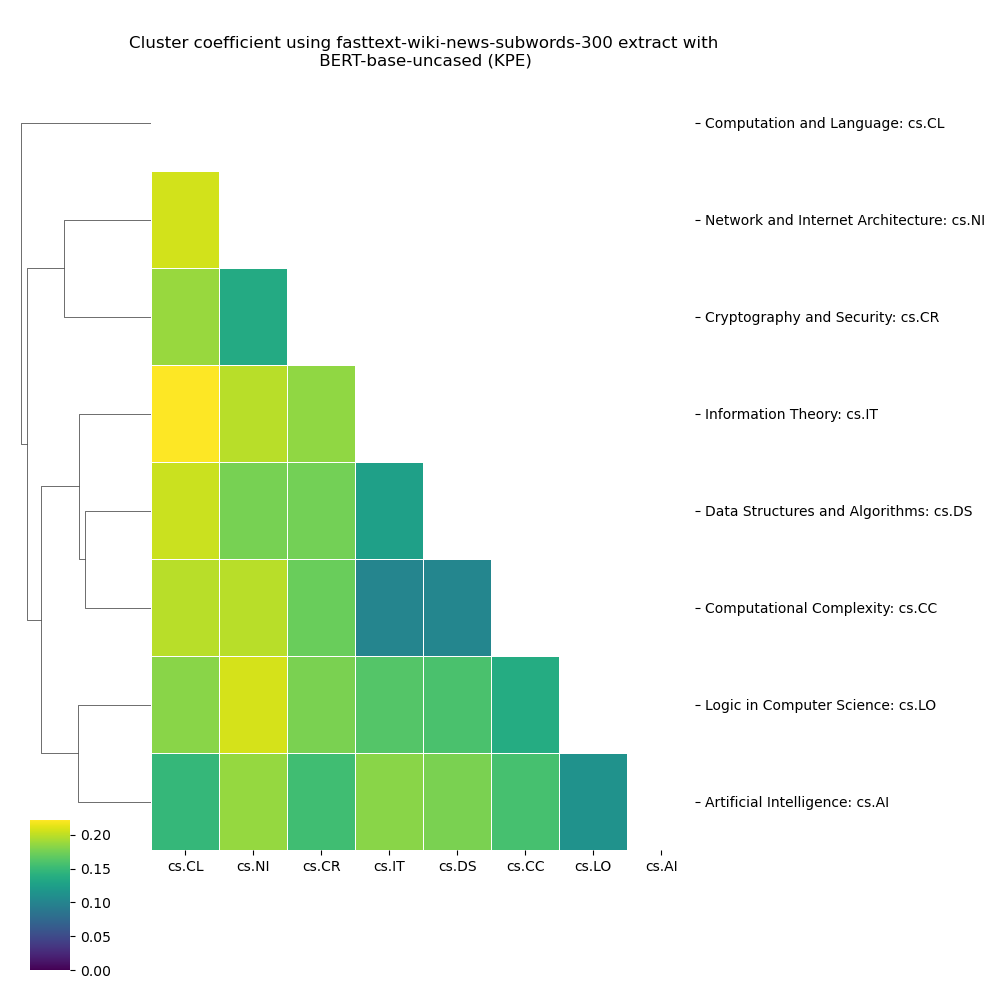 Cluster coefficient using fasttext-wiki-news-subwords-300 extract with
BERT-base-uncased (KPE)
Computation and Language: cs.CL
Network and Internet Architecture: cs.NI
Cryptography and Security: cs.CR
Information Theory: cs.IT
Data Structures and Algorithms: cs.DS
Computational Complexity: cs.CC
Logic in Computer Science: cs.LO
Artificial Intelligence: cs.AI
cs.CL cs.NI cs.CR cs.IT cs.DS cs.CC cs.LO cs.AI
0.20
0.15
0.10
0.05
0.00